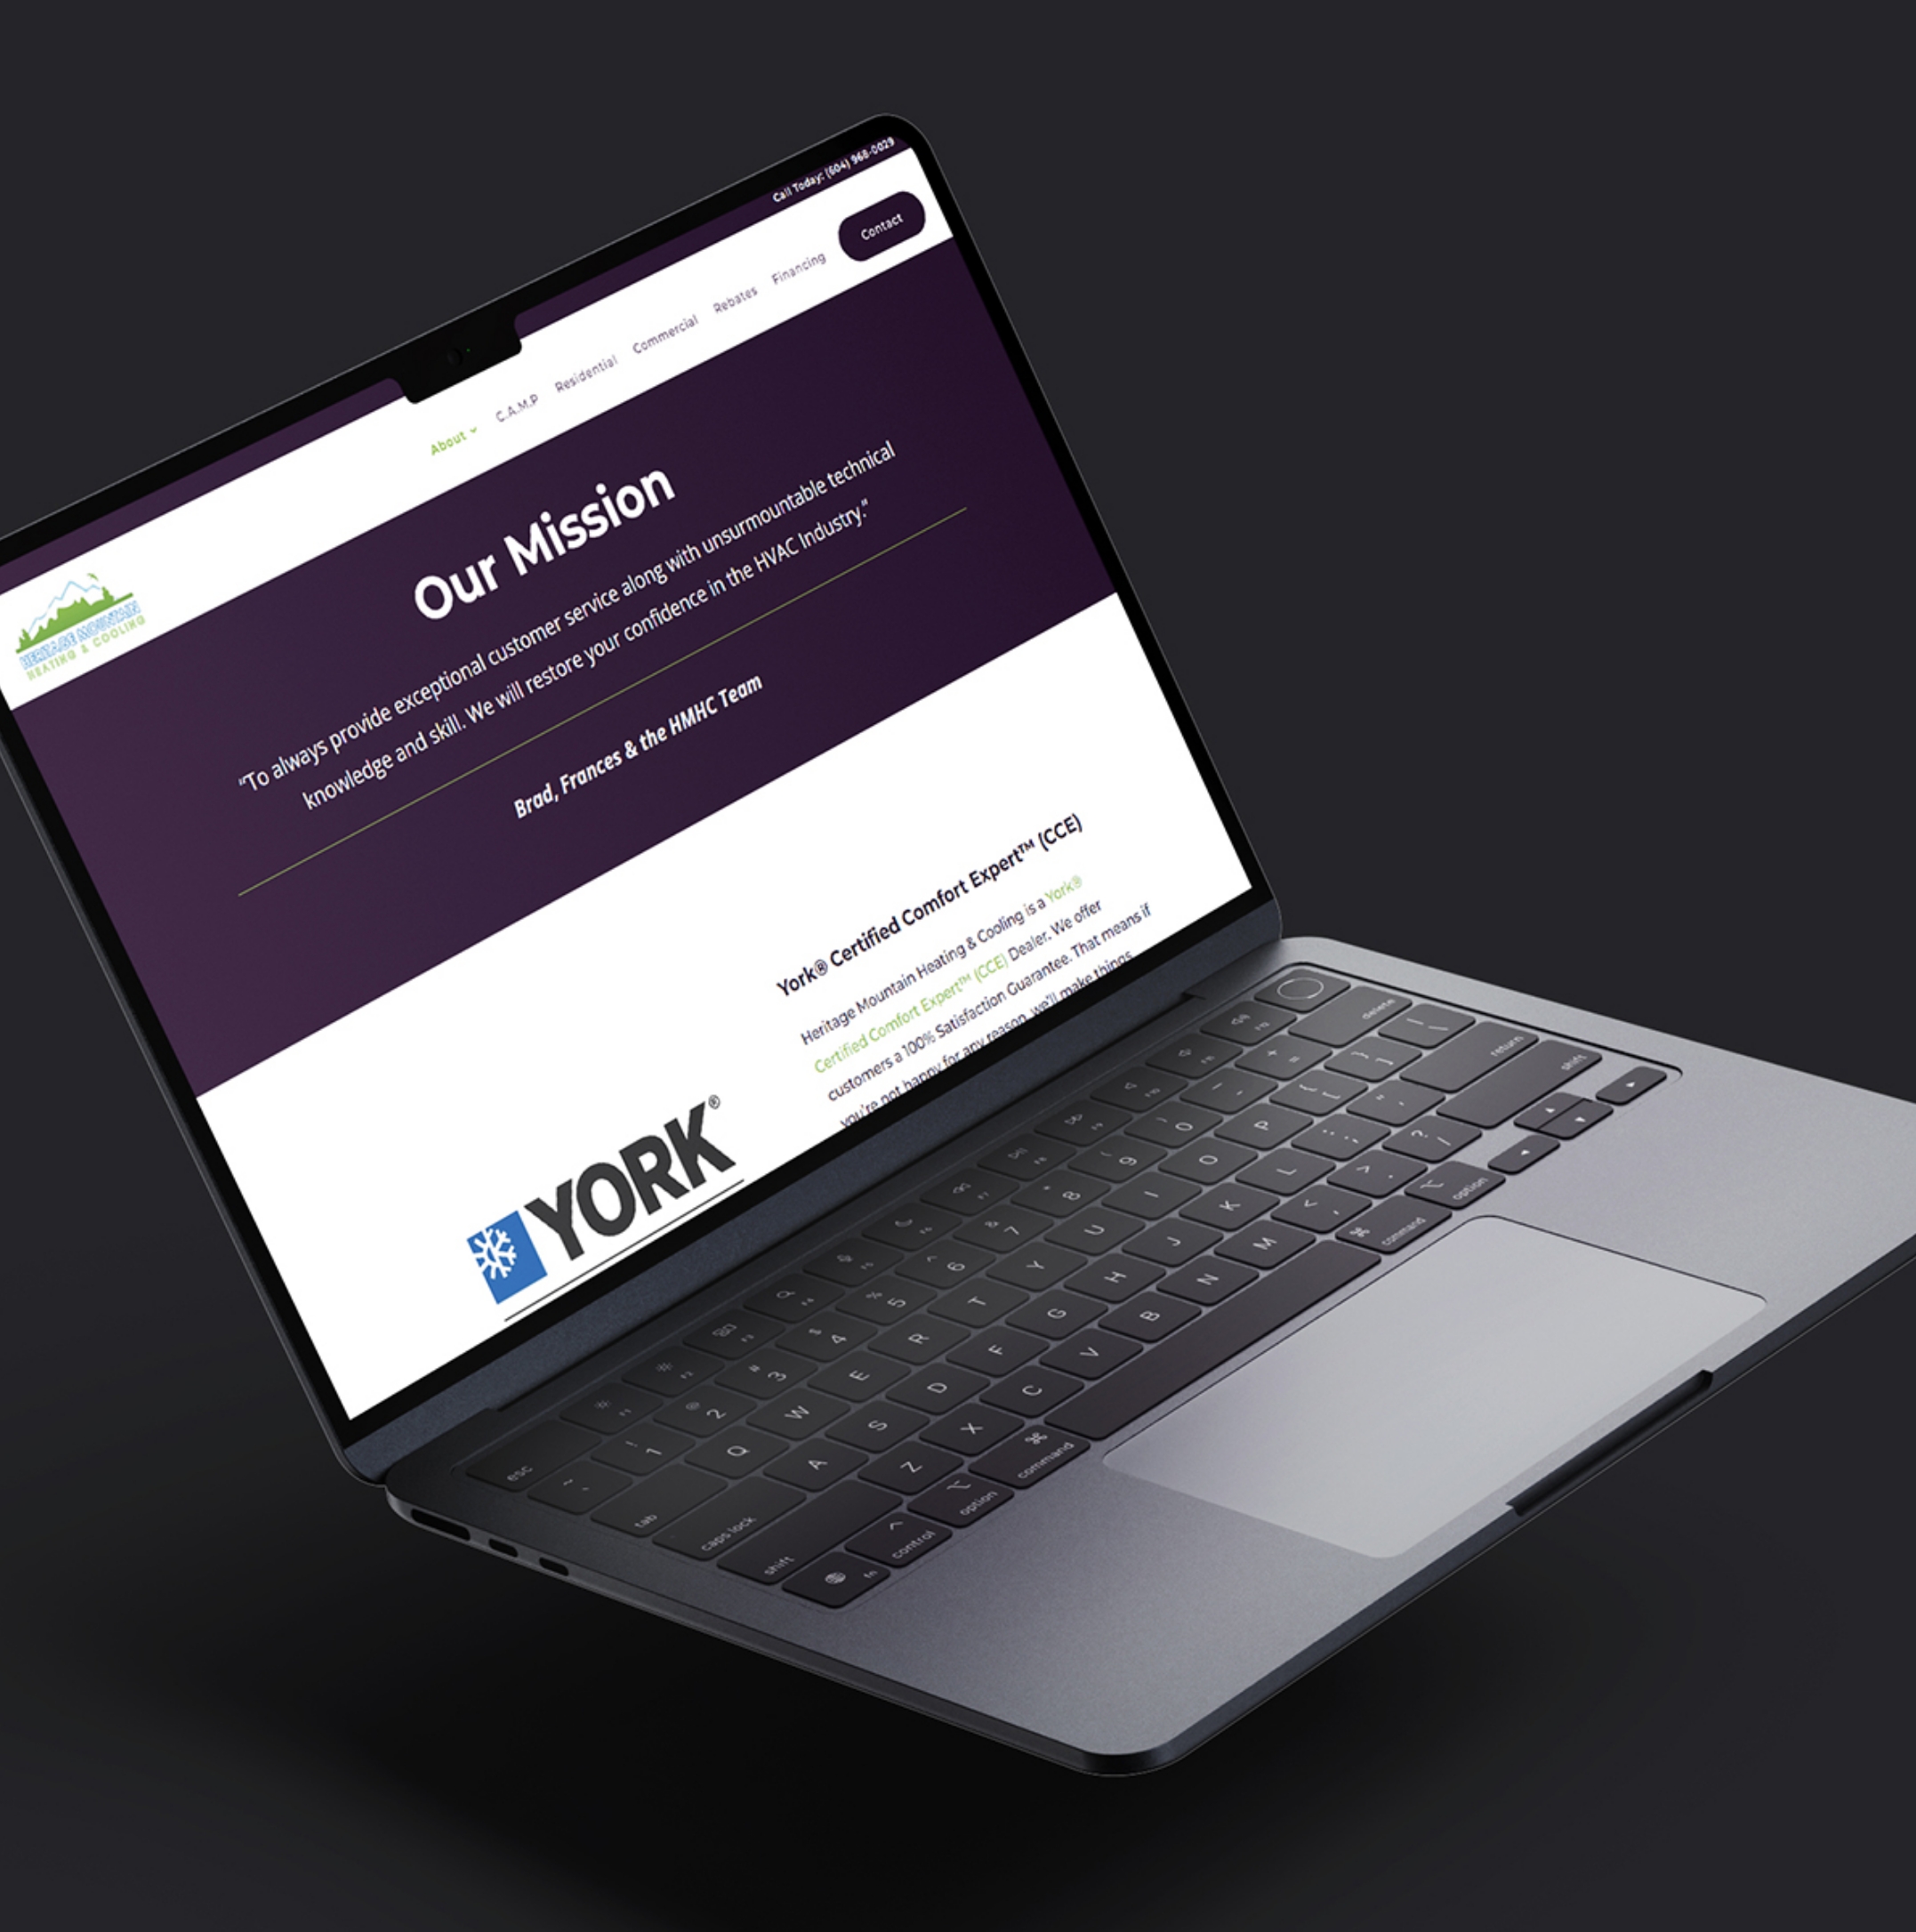 Call Today: (604) 968-0029
Contact
About
C.A.M.P
Residential
Commercial
Rebates
Financing
HERITAGE MOUNTAIN
HEATING & COOLING
Our Mission
“To always provide exceptional customer service along with unsurmountable technical
knowledge and skill. We will restore your confidence in the HVAC Industry.”
Brad, Frances & the HMHC Team
York® Certified Comfort Expert™ (CCE)
Heritage Mountain Heating & Cooling is a York®
Certified Comfort Expert™ (CCE) Dealer. We offer
customers a 100% Satisfaction Guarantee. That means if
you're not happy for any reason, we'll make things
YORK®
esc
~ `
! 1
@ 2
# 3
$ 4
% 5
^ 6
& 7
* 8
( 9
) 0
- 
+ =
delete
tab
Q W E R T Y U I O P
caps lock
A S D F G H J K L
return
shift
Z X C V B N M < , > . ? /
shift
fn
control
option
command
command
option